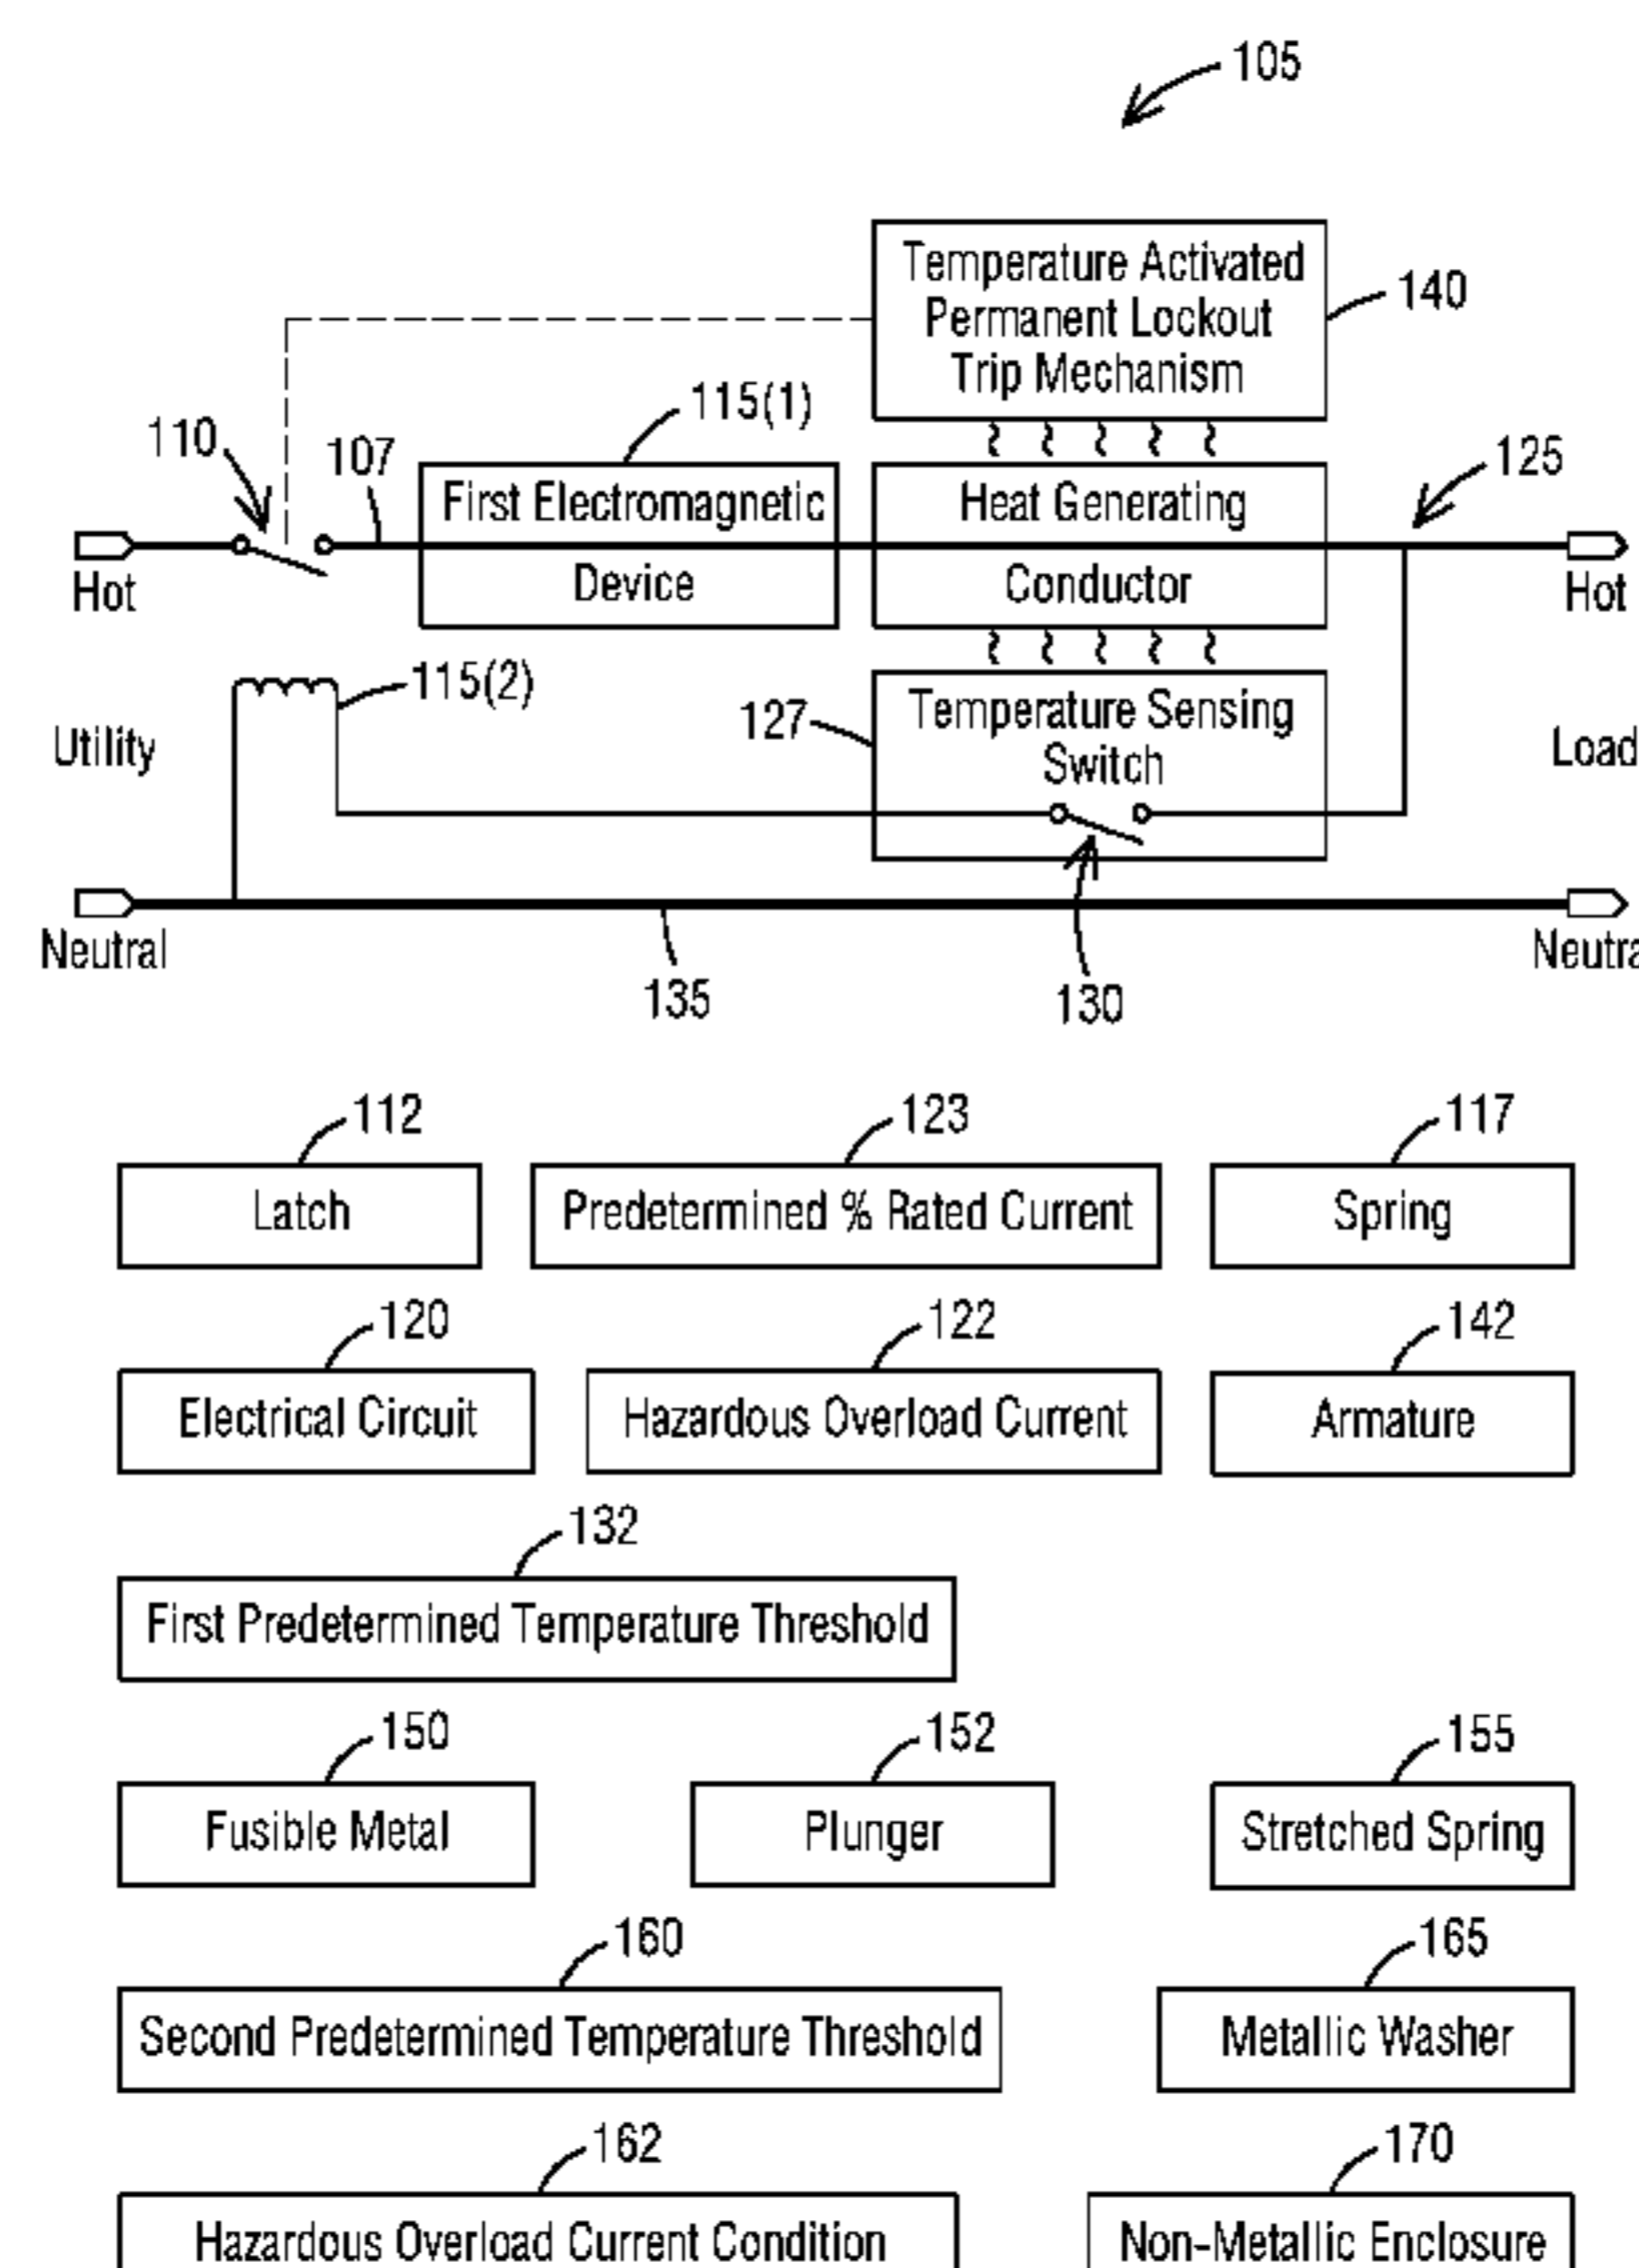 105
Temperature Activated
Permanent Lockout
Trip Mechanism
140
110
107
115(1)
125
First Electromagnetic
Device
Heat Generating
Conductor
Hot
Hot
115(2)
Utility
127
Temperature Sensing
Switch
Load
Neutral
Neutra
135
130
112
123
117
Latch
Predetermined % Rated Current
Spring
120
122
142
Electrical Circuit
Hazardous Overload Current
Armature
132
First Predetermined Temperature Threshold
150
152
155
Fusible Metal
Plunger
Stretched Spring
160
165
Second Predetermined Temperature Threshold
Metallic Washer
162
170
Hazardous Overload Current Condition
Non-Metallic Enclosure